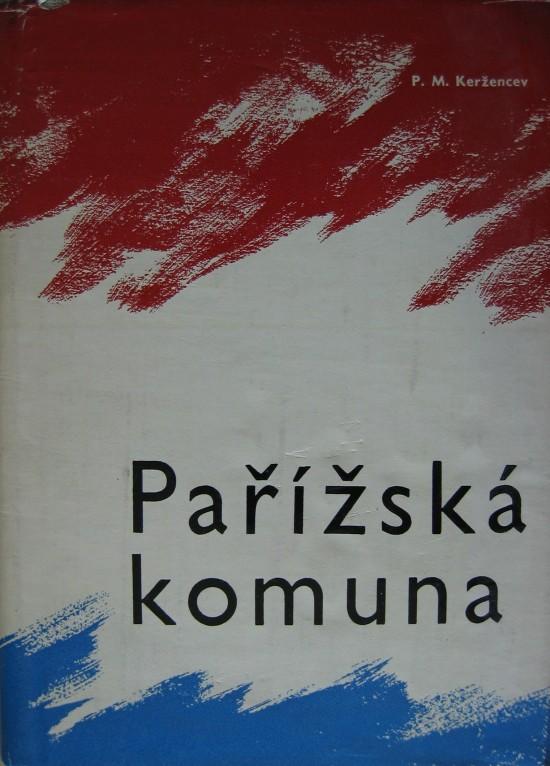 P. M. Keržencev
Pařížská
komuna